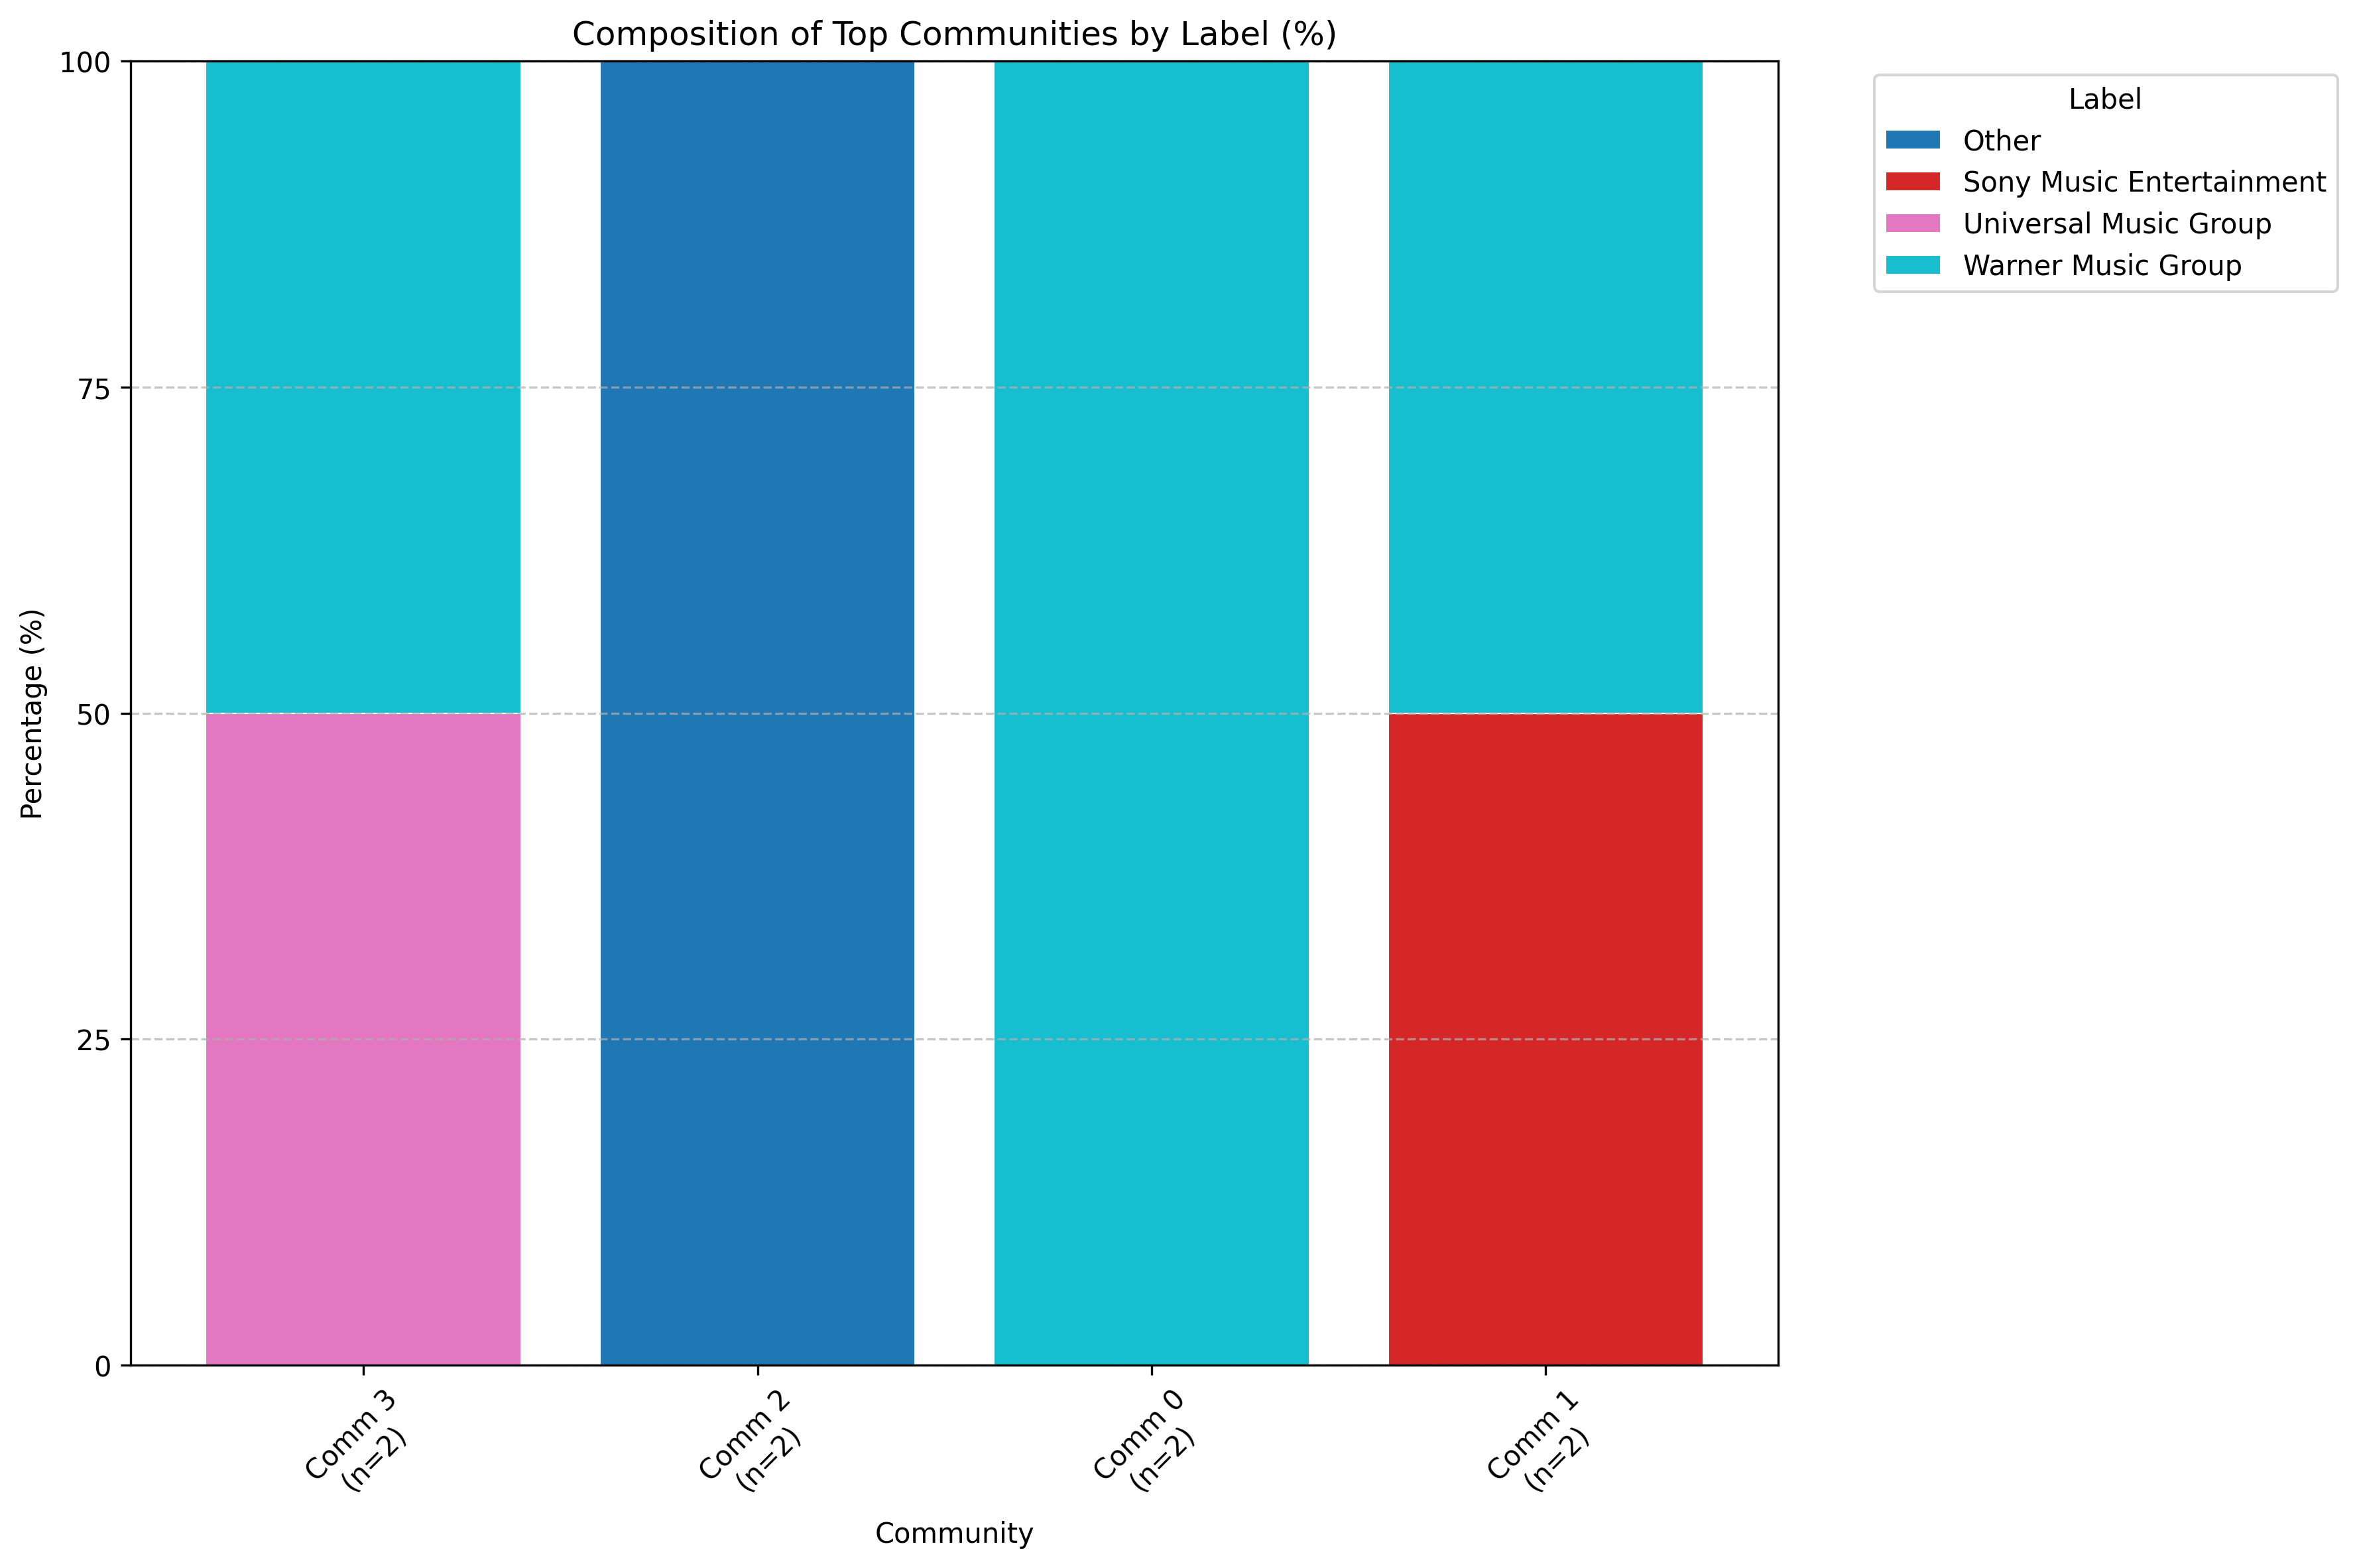 Composition of Top Communities by Label (%)
Percentage (%)
100
75
50
25
0
Comm 3
(n=2)
Comm 2
(n=2)
Comm 0
(n=2)
Comm 1
(n=2)
Community
Label
Other
Sony Music Entertainment
Universal Music Group
Warner Music Group